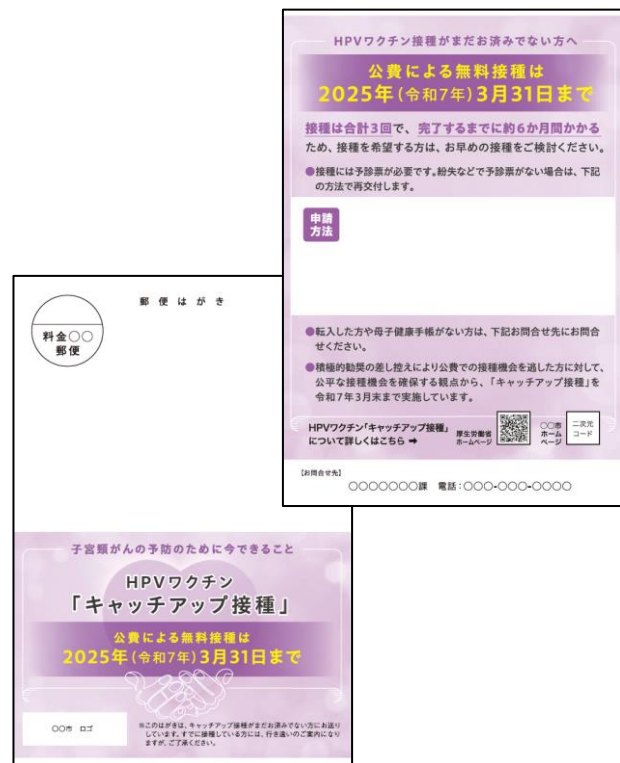 HPVワクチン接種がまだお済みでない方へ
公費による無料接種は
2025年(令和7年)3月31日まで
接種は合計3回で、完了するまでに約6か月間かかる
ため、接種を希望する方は、お早めの接種をご検討ください。
●接種には予診票が必要です。紛失などで予診票がない場合は、下記
の方法で再交付します。
申請
方法
●転入した方や母子健康手帳がない方は、下記お問合せ先にお問合
せください。
●積極的勧奨の差し控えにより公費での接種機会を逃した方に対して、
公平な接種機会を確保する観点から、「キャッチアップ接種」を
令和7年3月末まで実施しています。
HPVワクチン「キャッチアップ接種」
について詳しくはこちら ➡
厚生労働省
ホームページ
○○市
ホーム
ページ
二次元
コード
【お問合せ先】
○○○○○○○課 電話:○○○-○○○-○○○○
郵便はがき
料金○○
郵便
子宮頸がんの予防のために今できること
HPVワクチン
「キャッチアップ接種」
公費による無料接種は
2025年(令和7年)3月31日まで
○○市 ロゴ
※このはがきは、キャッチアップ接種がまだお済みでない方にお送り
しています。すでに接種している方には、行き違いのご案内になり
ますが、ご了承ください。